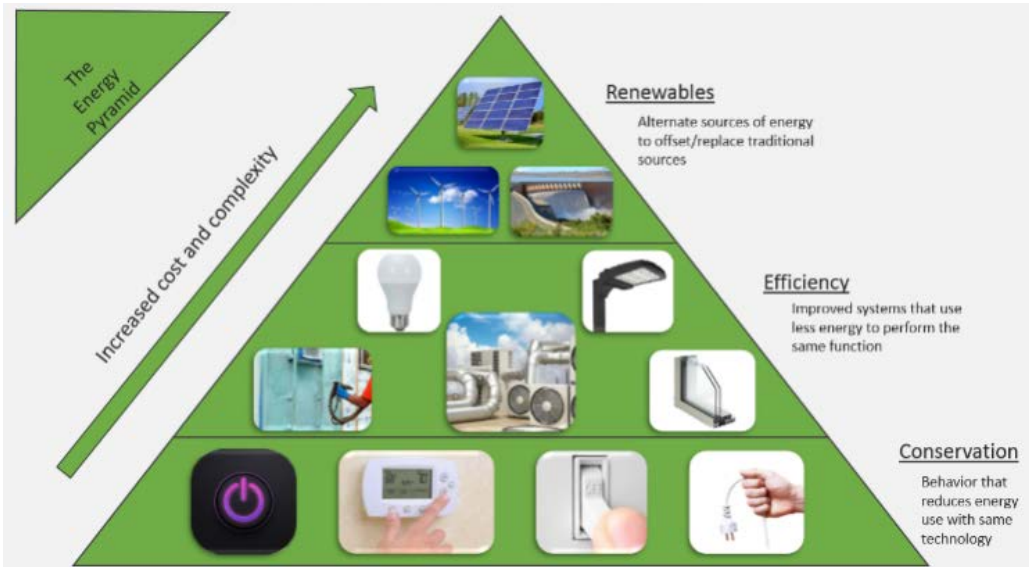 The
Energy
Pyramid
Increased cost and complexity
Renewables
Alternate sources of energy
to offset/replace traditional
sources
Efficiency
Improved systems that use
less energy to perform the
same function
Conservation
Behavior that
reduces energy
use with same
technology